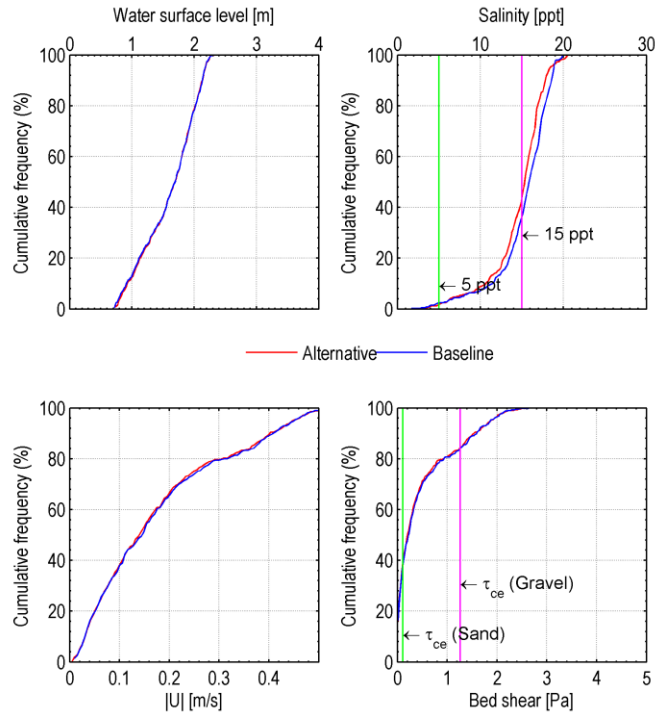 Water surface level [m]
0 1 2 3 4
Cumulative frequency (%)
100
80
60
40
20
0
Salinity [ppt]
0 10 20 30
Cumulative frequency (%)
100
80
60
40
20
0
← 15 ppt
← 5 ppt
Alternative
Baseline
Cumulative frequency (%)
100
80
60
40
20
0
0 0.1 0.2 0.3 0.4
|U| [m/s]
Cumulative frequency (%)
100
80
60
40
20
0
← τce (Gravel)
← τce (Sand)
0 1 2 3 4 5
Bed shear [Pa]